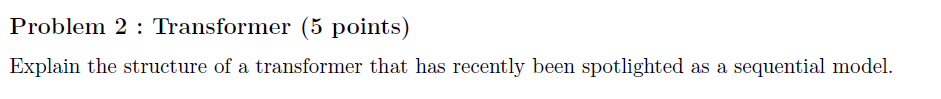 Problem 2 : Transformer (5 points)
Explain the structure of a transformer that has recently been spotlighted as a sequential model.